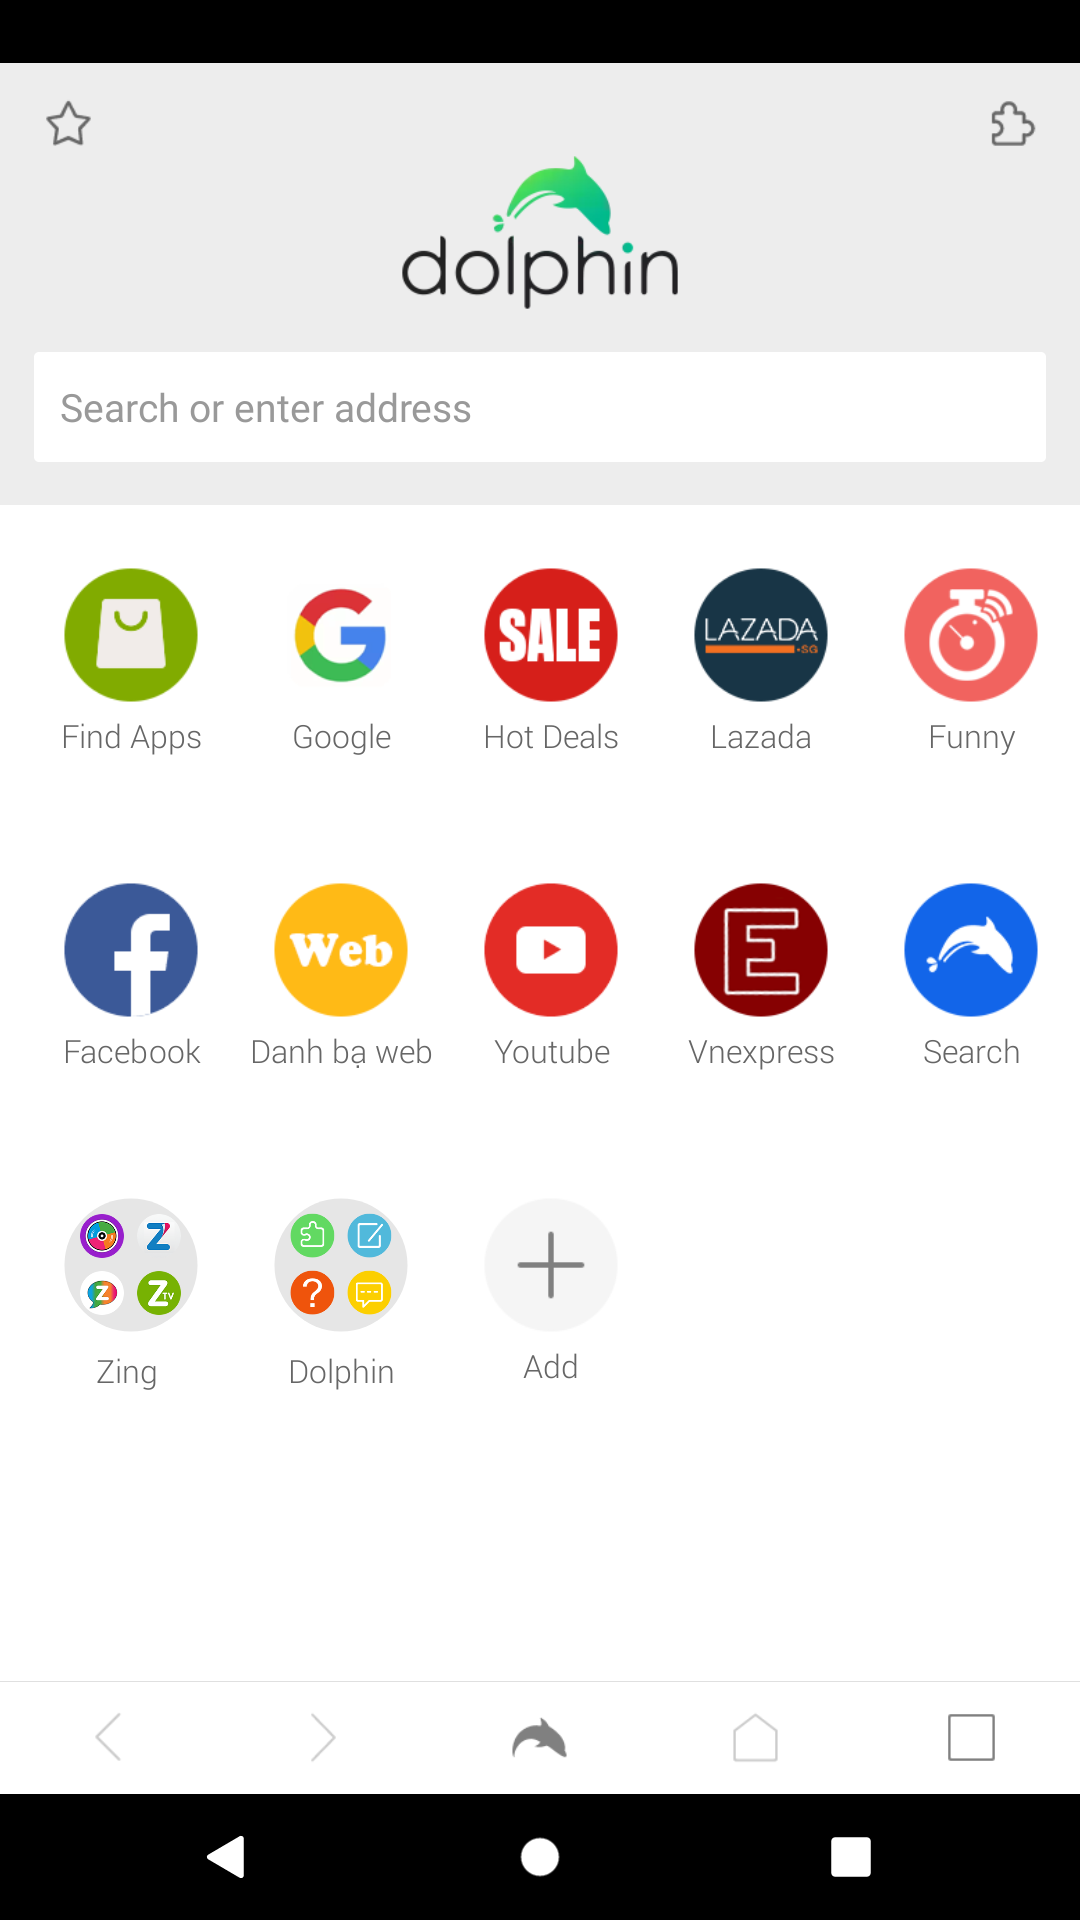 dolphin
Search or enter address
SALE
LAZADA
.SG
Find Apps
Google
Hot Deals
Lazada
Funny
Web
E
Facebook
Danh bạ web
Youtube
Vnexpress
Search
Z
Z
Z TV
?
Zing
Dolphin
Add